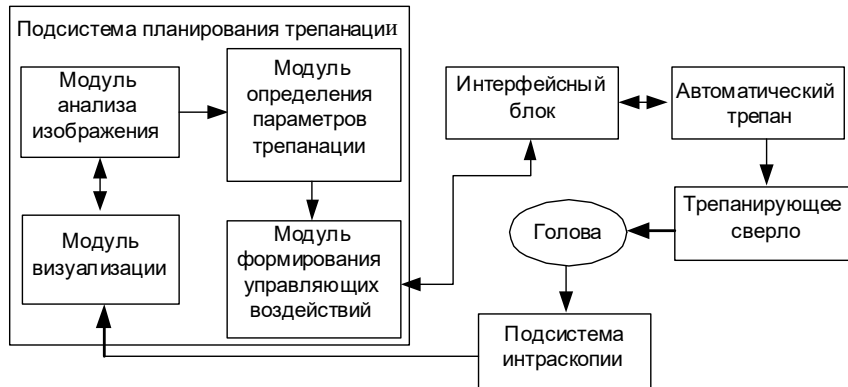 Подсистема планирования трепанации
Модуль
анализа
изображения
Модуль
определения
параметров
трепанации
Интерфейсный
блок
Автоматический
трепан
Модуль
визуализации
Модуль
формирования
управляющих
воздействий
Голова
Трепанирующее
сверло
Подсистема
интраскопии